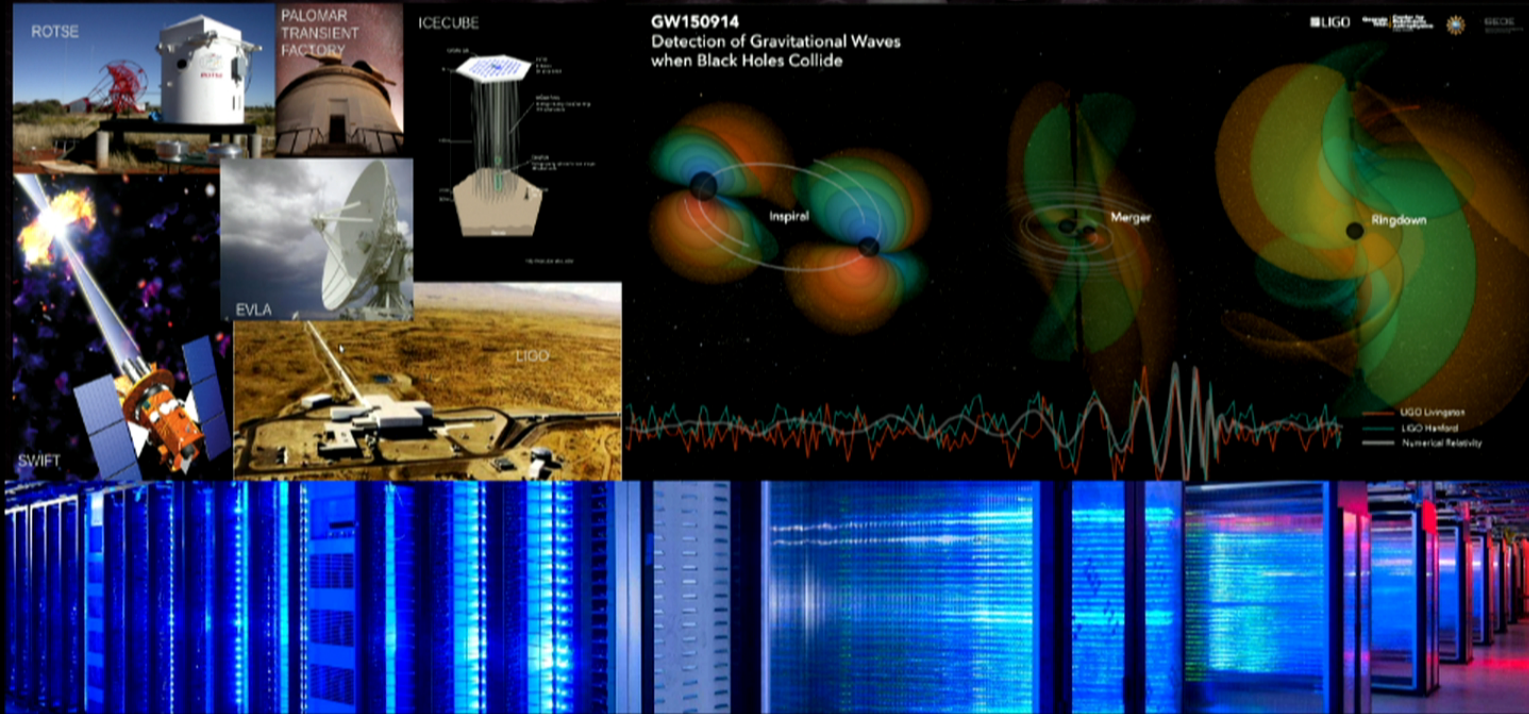 ROTSE
PALOMAR
TRANSIENT
FACTORY
ICECUBE
EVLA
SWIFT
LIGO
GW150914
Detection of Gravitational Waves
when Black Holes Collide
LIGO
Inspiral
Merger
Ringdown
LIGO Livingston
LIGO Hanford
Numerical Relativity